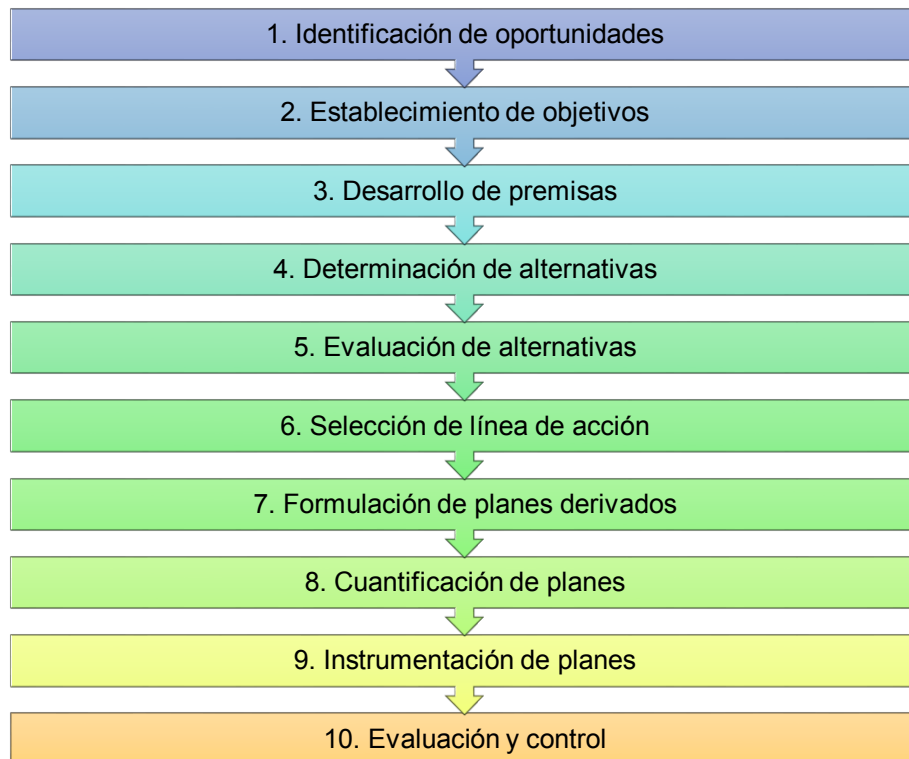 1. Identificación de oportunidades
2. Establecimiento de objetivos
3. Desarrollo de premisas
4. Determinación de alternativas
5. Evaluación de alternativas
6. Selección de línea de acción
7. Formulación de planes derivados
8. Cuantificación de planes
9. Instrumentación de planes
10. Evaluación y control